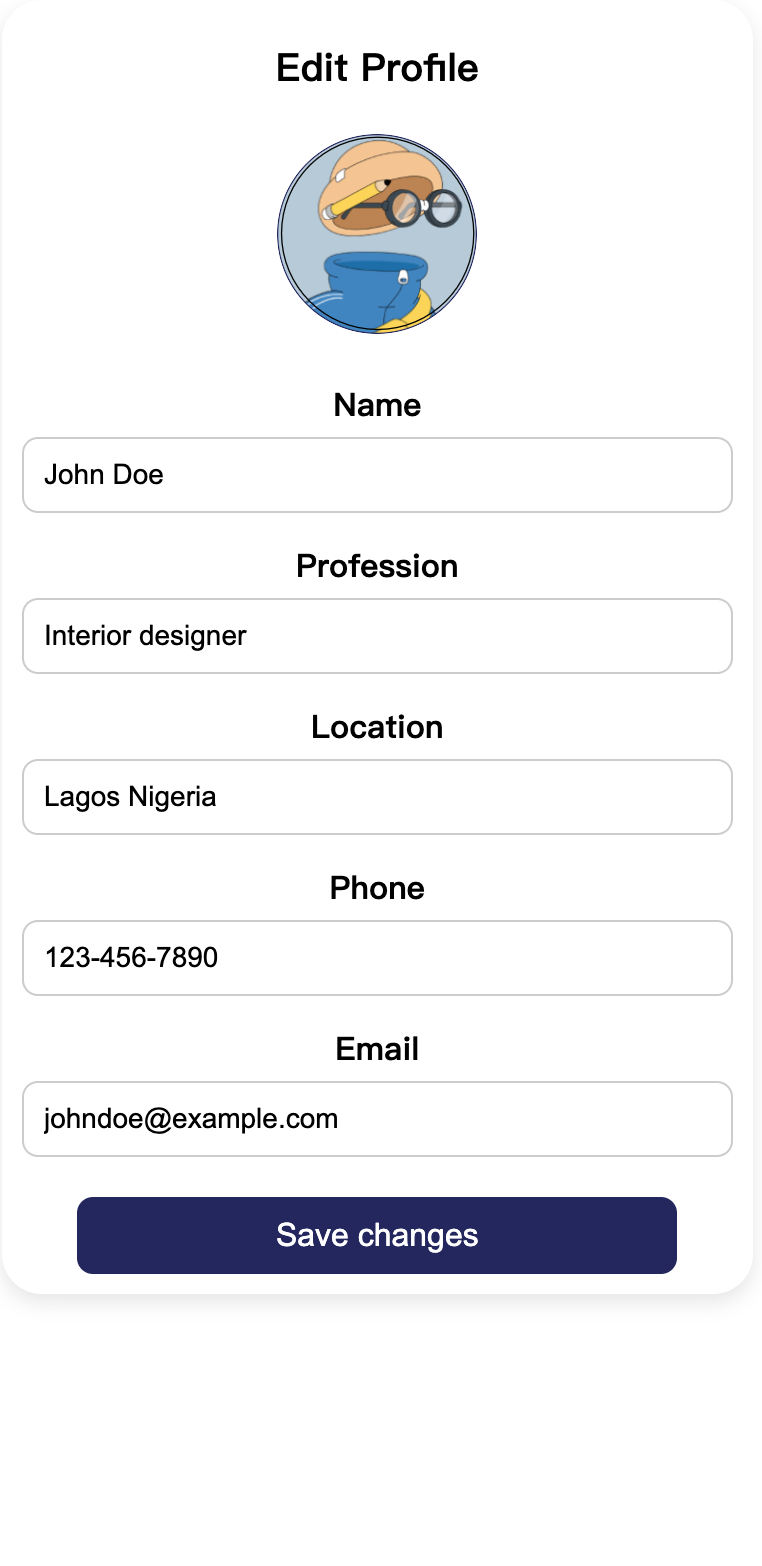 Edit Profile
Name
John Doe
Profession
Interior designer
Location
Lagos Nigeria
Phone
123-456-7890
Email
johndoe@example.com
Save changes